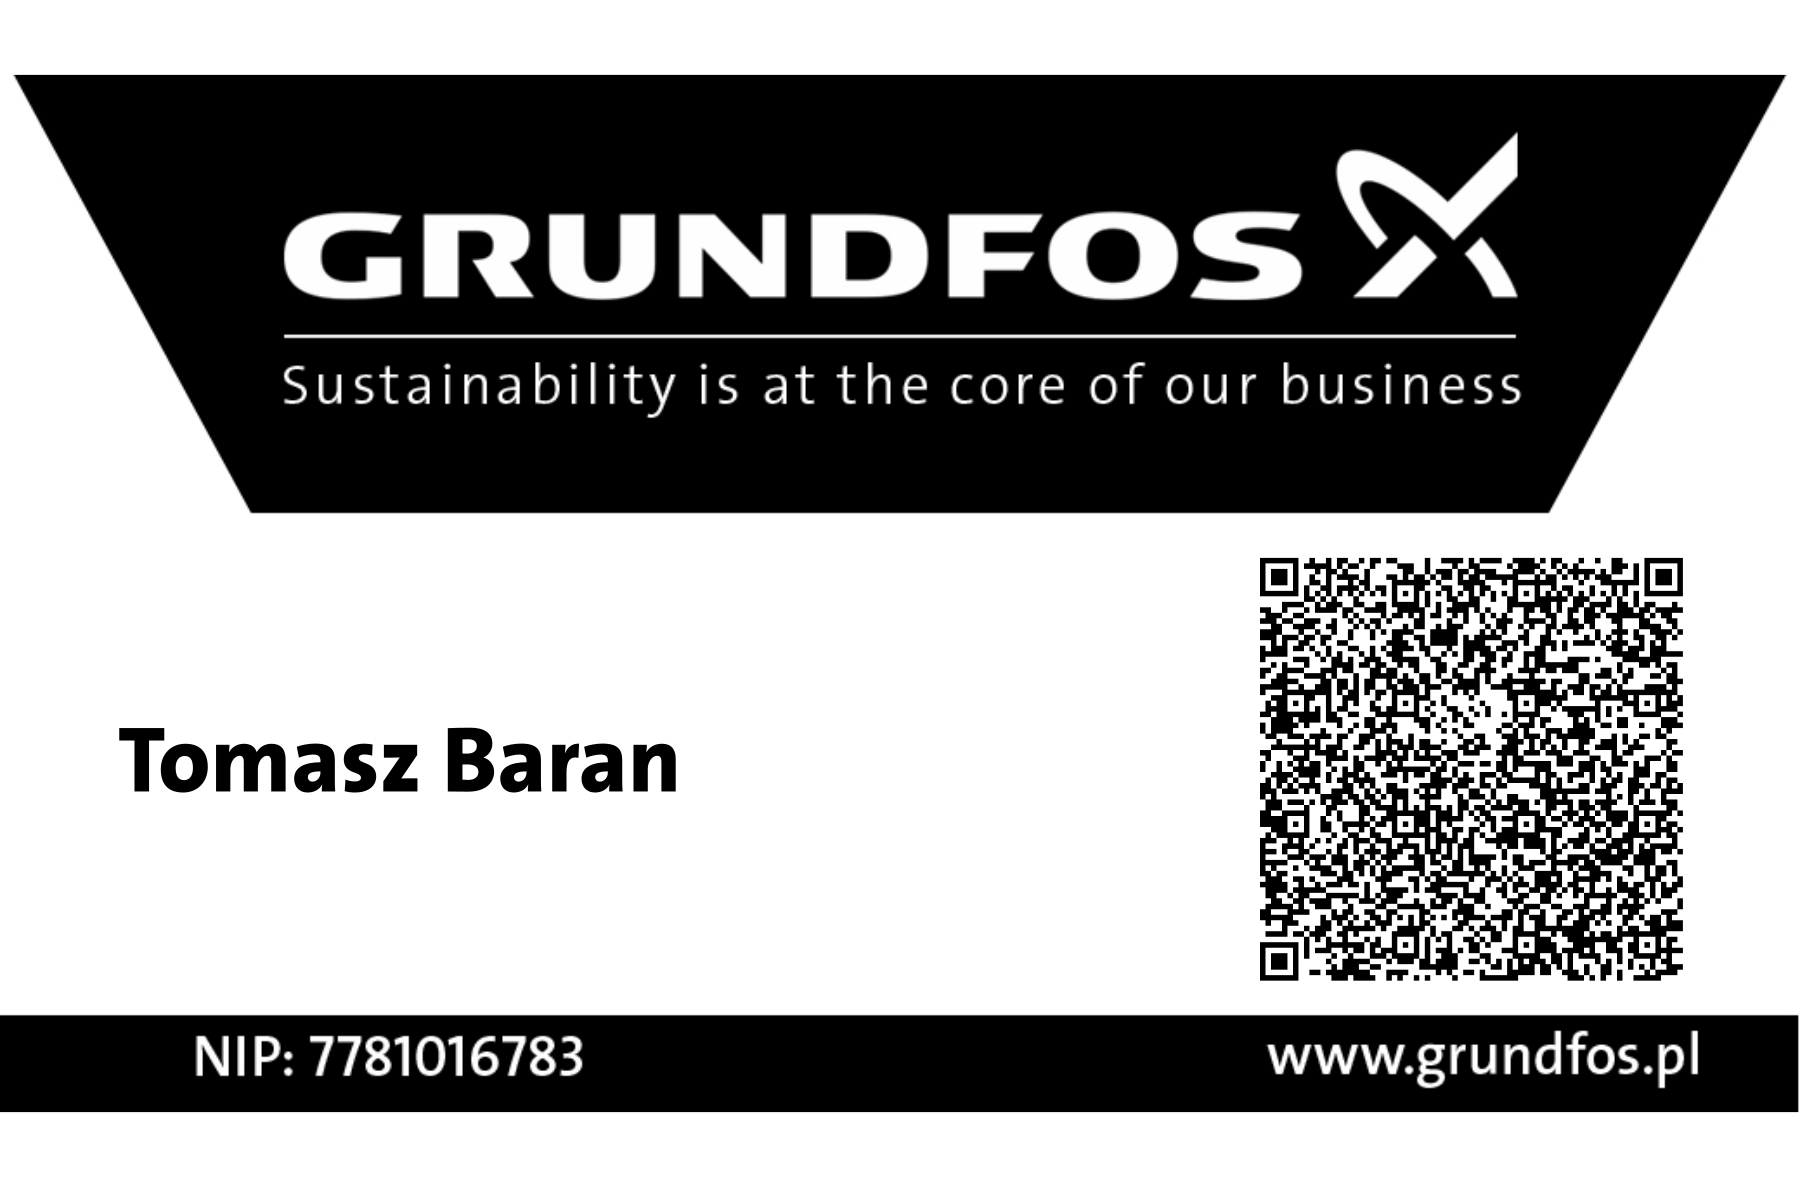 GRUNDFOS
Sustainability is at the core of our business
Tomasz Baran
NIP: 7781016783
www.grundfos.pl